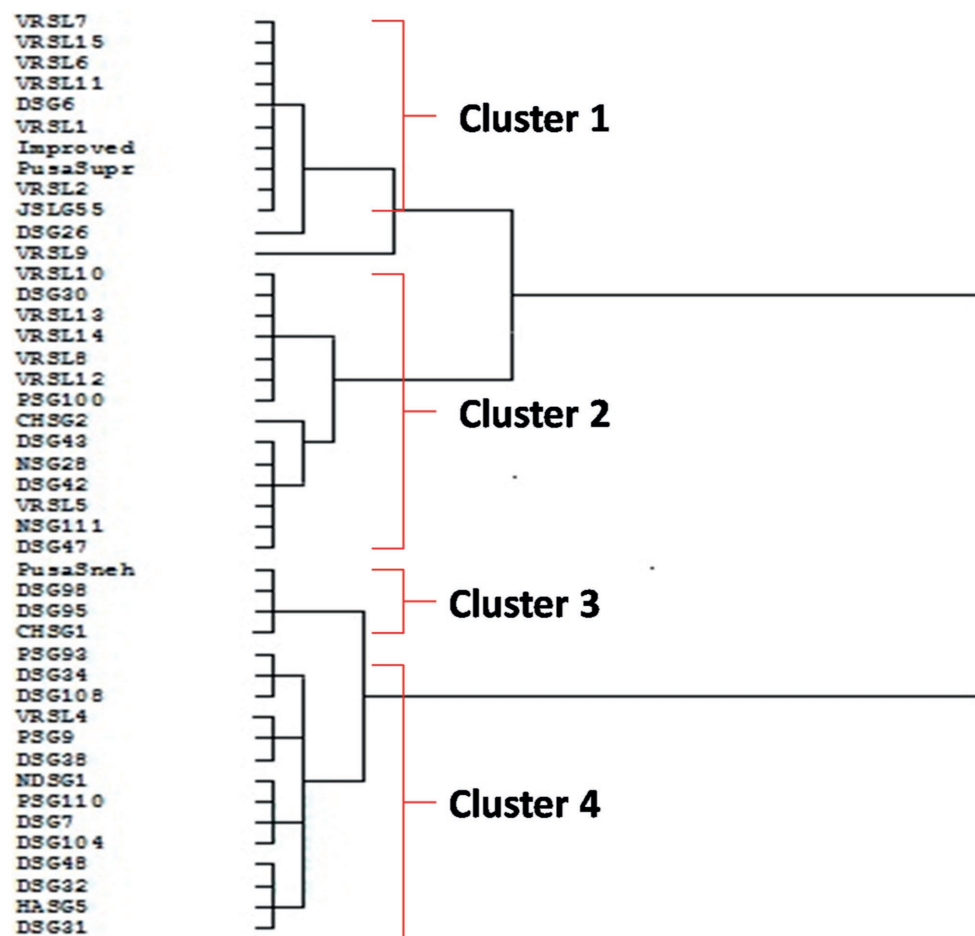 VRSL7
VRSL15
VRSL6
VRSL11
DSG6
VRSL1
Improved
PusaSupr
VRSL2
JSLG55
DSG26
VRSL9
VRSL10
DSG30
VRSL13
VRSL14
VRSL8
VRSL12
PSG100
CHSG2
DSG43
NSG28
DSG42
VRSL5
NSG111
DSG47
PusaSneh
DSG98
DSG95
CHSG1
PSG93
DSG34
DSG108
VRSL4
PSG9
DSG38
NDSG1
PSG110
DSG7
DSG104
DSG48
DSG32
HASG5
DSG31
Cluster 1
Cluster 2
Cluster 3
Cluster 4